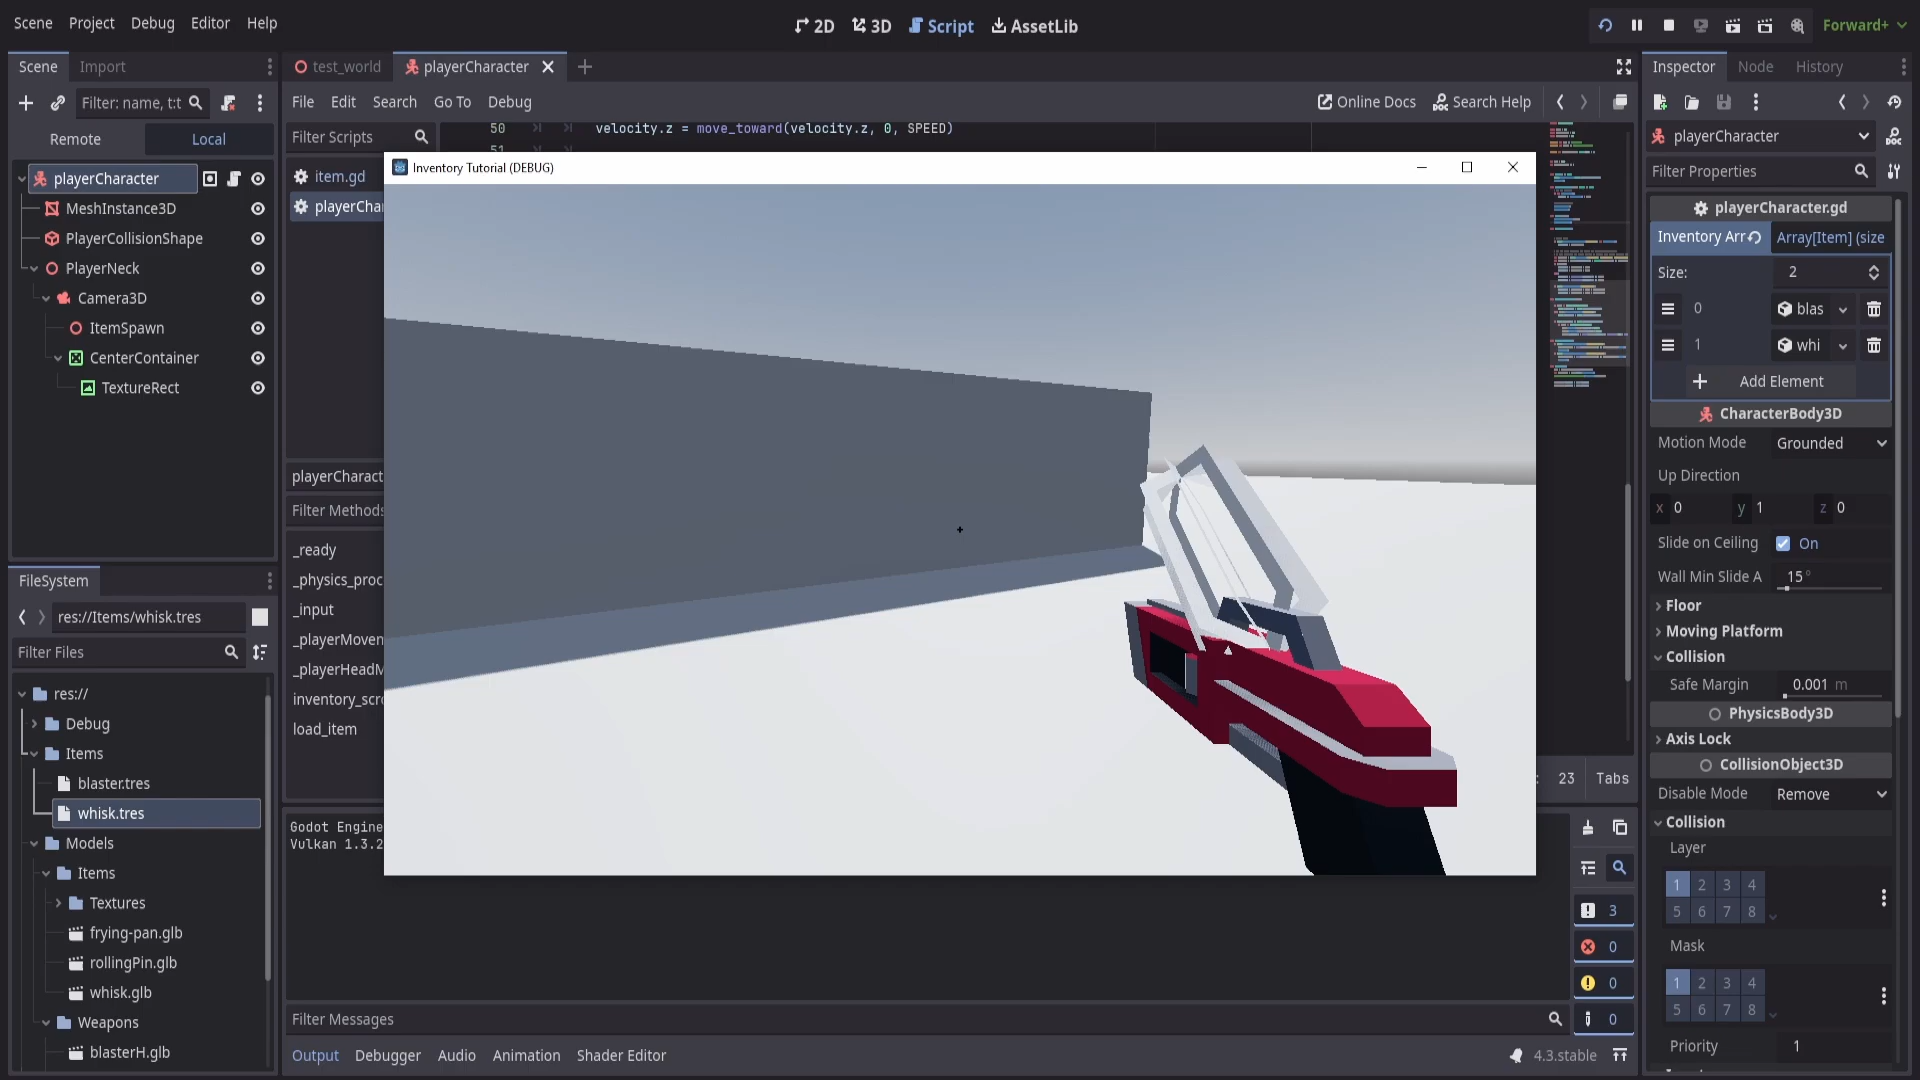 Scene Project Debug Editor Help
2D 3D Script AssetLib
Forward+
Scene Import
Filter: name, t:t
Remote Local
playerCharacter
MeshInstance3D
PlayerCollisionShape
PlayerNeck
Camera3D
ItemSpawn
CenterContainer
TextureRect
FileSystem
res://Items/whisk.tres
Filter Files
res://
Debug
Items
blaster.tres
whisk.tres
Models
Items
Textures
frying-pan.glb
rollingPin.glb
whisk.glb
Weapons
blasterH.glb
test_world playerCharacter
File Edit Search Go To Debug
Online Docs Search Help
Filter Scripts
50 velocity.z = move_toward(velocity.z, 0, SPEED)
51
item.gd
playerChar
Inventory Tutorial (DEBUG)
playerCharact
Filter Methods
_ready
_physics_proc
_input
_playerMovem
_playerHeadM
inventory_scro
load_item
: 23 Tabs
Godot Engine
Vulkan 1.3.2
3
0
0
0
Filter Messages
Output Debugger Audio Animation Shader Editor
4.3.stable
Inspector Node History
playerCharacter
Filter Properties
playerCharacter.gd
Inventory Arr Array[Item] (size
Size: 2
0 blas
1 whi
Add Element
CharacterBody3D
Motion Mode Grounded
Up Direction
x 0 y 1 z 0
Slide on Ceiling On
Wall Min Slide A 15 °
Floor
Moving Platform
Collision
Safe Margin 0.001 m
PhysicsBody3D
Axis Lock
CollisionObject3D
Disable Mode Remove
Collision
Layer
1 2 3 4
5 6 7 8
Mask
1 2 3 4
5 6 7 8
Priority 1